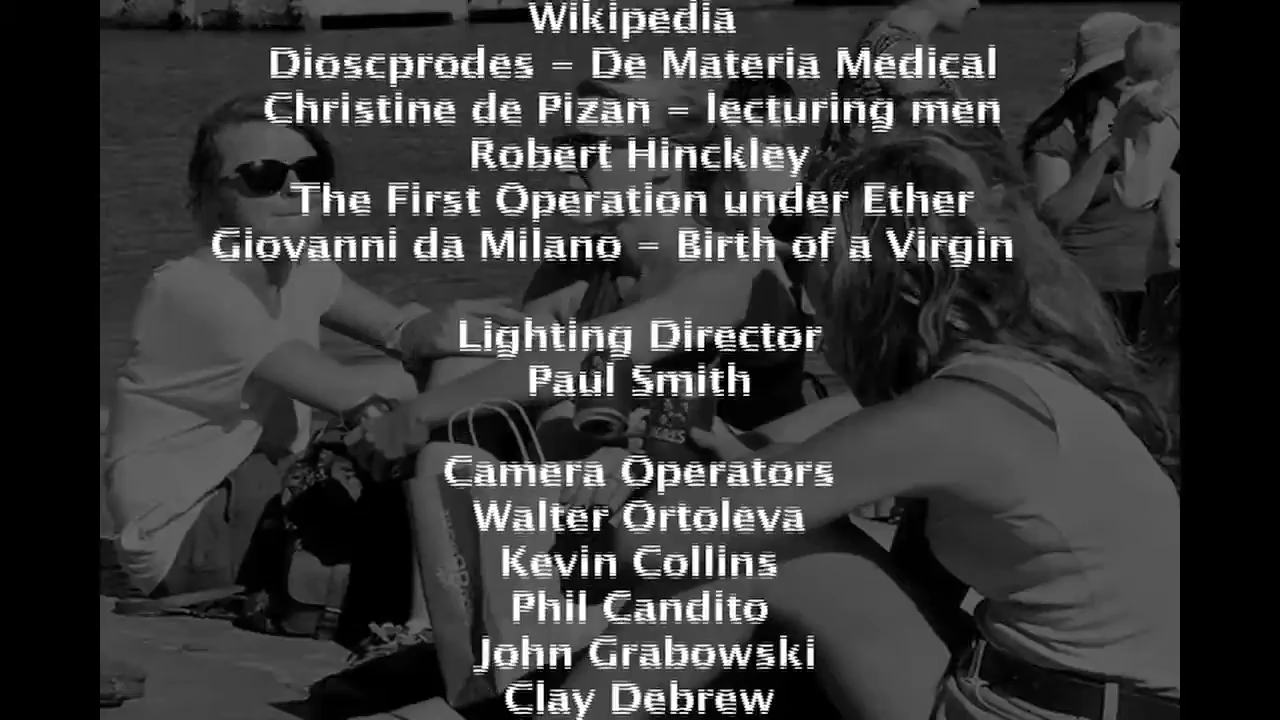 Wikipedia
Dioscprodes - De Materia Medical
Christine de Pizan - lecturing men
Robert Hinckley
The First Operation under Ether
Giovanni da Milano - Birth of a Virgin
Lighting Director
Paul Smith
Camera Operators
Walter Ortoleva
Kevin Collins
Phil Candito
John Grabowski
Clay Debrew